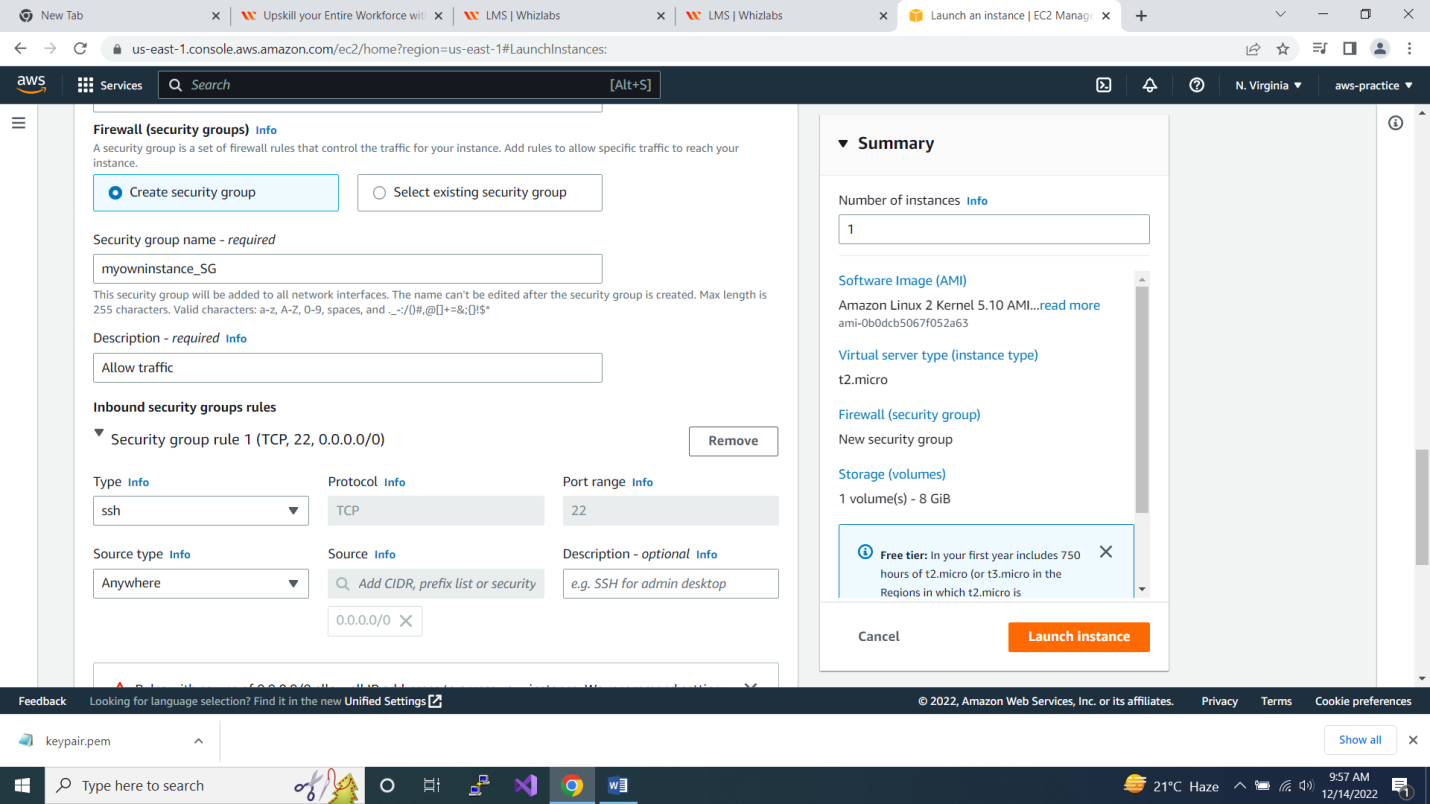 New Tab
Upskill your Entire Workforce with
LMS | Whizlabs
LMS | Whizlabs
Launch an instance | EC2 Manage
us-east-1.console.aws.amazon.com/ec2/home?region=us-east-1#LaunchInstances:
aws
Services
Search
[Alt+S]
N. Virginia
aws-practice
Firewall (security groups) Info
A security group is a set of firewall rules that control the traffic for your instance. Add rules to allow specific traffic to reach your
instance.
Create security group
Select existing security group
Security group name - required
myowninstance_SG
This security group will be added to all network interfaces. The name can't be edited after the security group is created. Max length is
255 characters. Valid characters: a-z, A-Z, 0-9, spaces, and ._-:/()#,@[]+=&;{}!$*
Description - required Info
Allow traffic
Inbound security groups rules
Security group rule 1 (TCP, 22, 0.0.0.0/0)
Remove
Type Info
Protocol Info
Port range Info
ssh
TCP
22
Source type Info
Source Info
Description - optional Info
Anywhere
Add CIDR, prefix list or security
e.g. SSH for admin desktop
0.0.0.0/0
Summary
Number of instances Info
1
Software Image (AMI)
Amazon Linux 2 Kernel 5.10 AMI...read more
ami-0b0dcb5067f052a63
Virtual server type (instance type)
t2.micro
Firewall (security group)
New security group
Storage (volumes)
1 volume(s) - 8 GiB
Free tier: In your first year includes 750
hours of t2.micro (or t3.micro in the
Regions in which t2.micro is
Cancel
Launch instance
Feedback
Looking for language selection? Find it in the new Unified Settings
© 2022, Amazon Web Services, Inc. or its affiliates.
Privacy
Terms
Cookie preferences
keypair.pem
Show all
Type here to search
21°C Haze
9:57 AM
12/14/2022
1